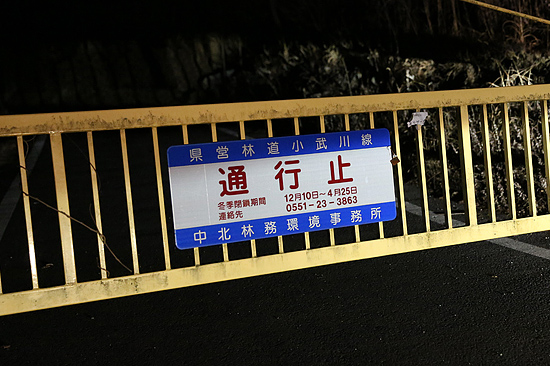 県営林道小武川線
通行止
冬季閉鎖期間 12月10日~4月25日
連絡先 0551-23-3863
中北林務環境事務所